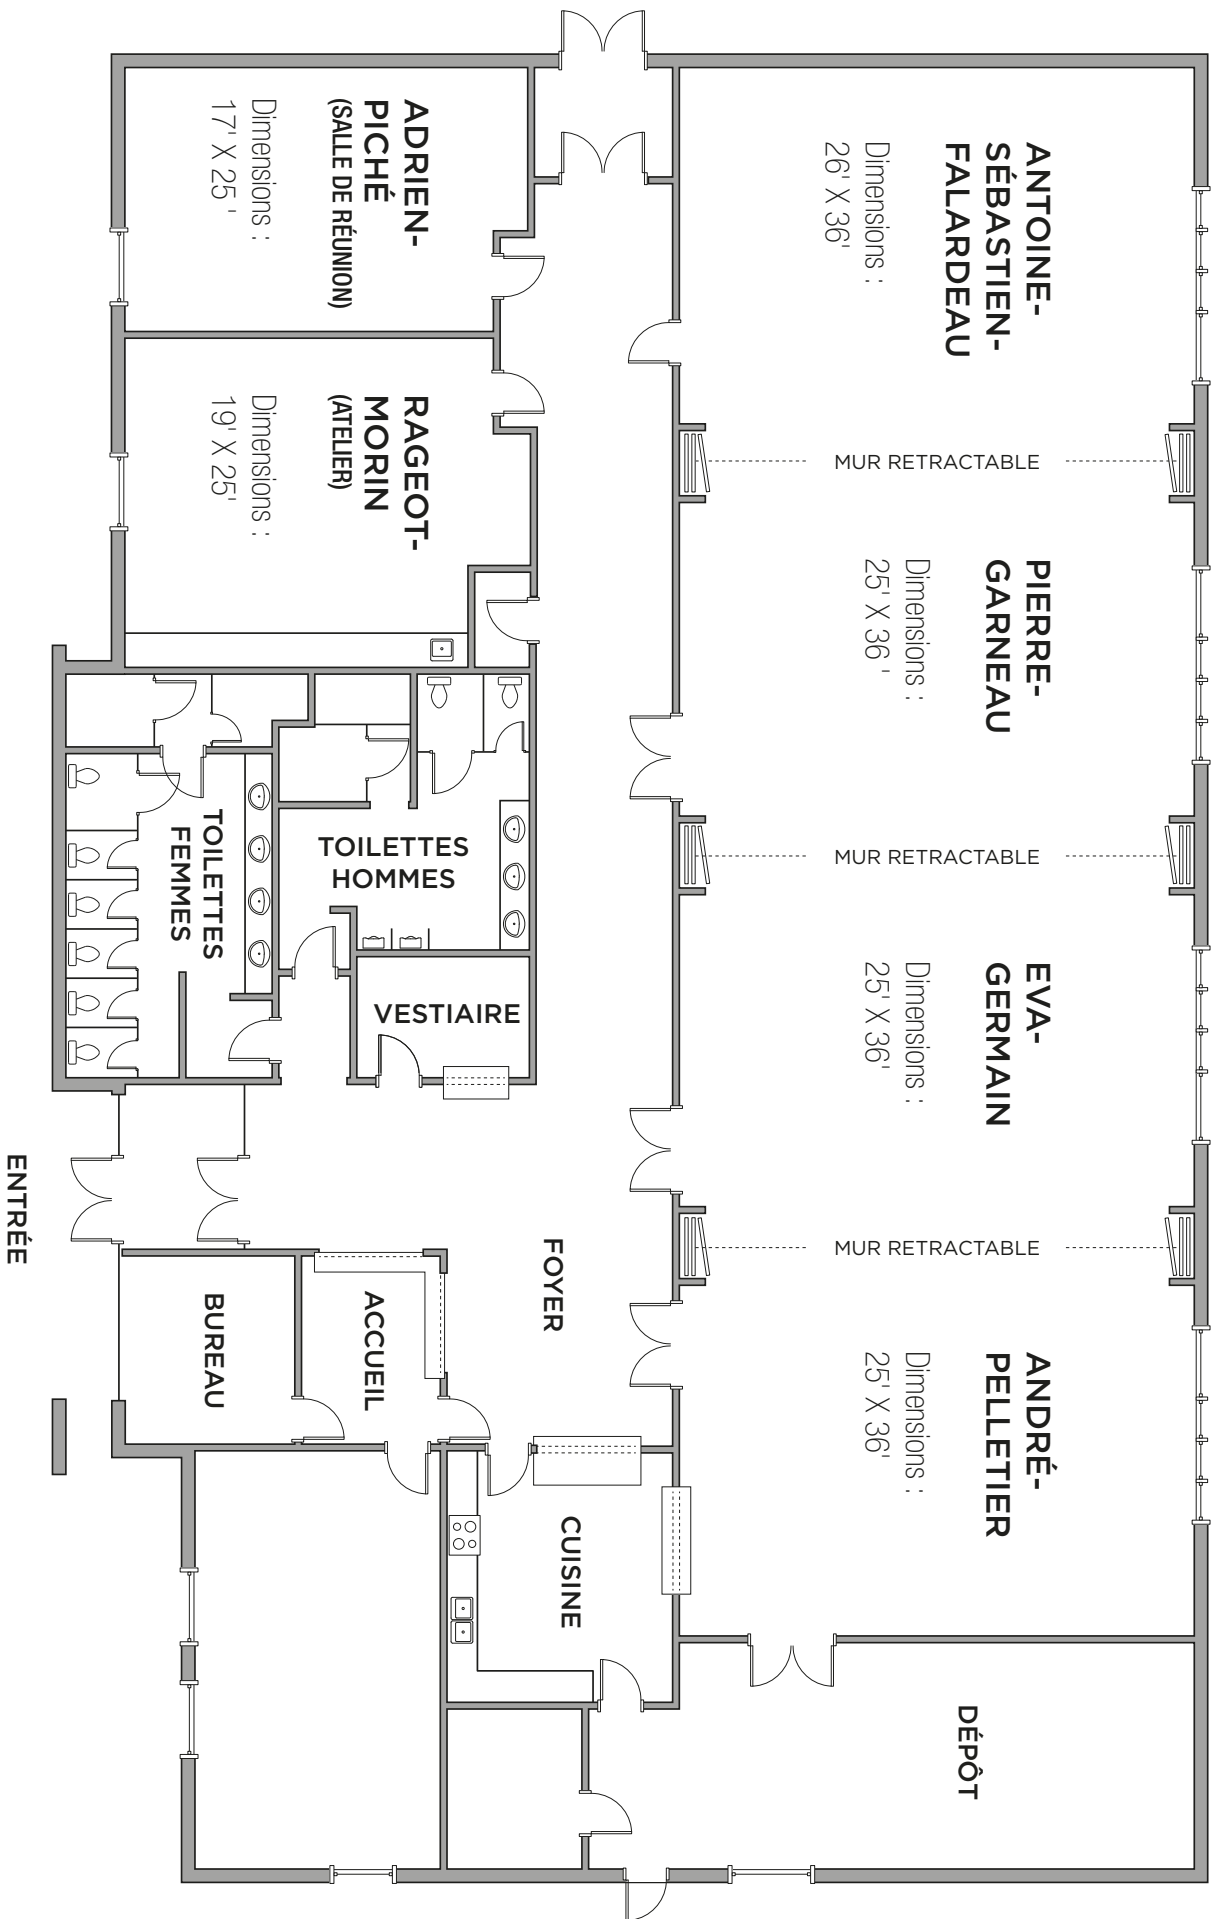 ADRIEN-
PICHÉ
(SALLE DE RÉUNION)
Dimensions :
17' X 25 '
ANTOINE-
SÉBASTIEN-
FALARDEAU
Dimensions :
26' X 36'
RAGEOT-
MORIN
(ATELIER)
Dimensions :
19' X 25'
MUR RETRACTABLE
PIERRE-
GARNEAU
Dimensions :
25' X 36 '
TOILETTES
FEMMES
TOILETTES
HOMMES
MUR RETRACTABLE
VESTIAIRE
EVA-
GERMAIN
Dimensions :
25' X 36'
ENTRÉE
FOYER
MUR RETRACTABLE
BUREAU
ACCUEIL
ANDRÉ-
PELLETIER
Dimensions :
25' X 36'
CUISINE
DÉPÔT